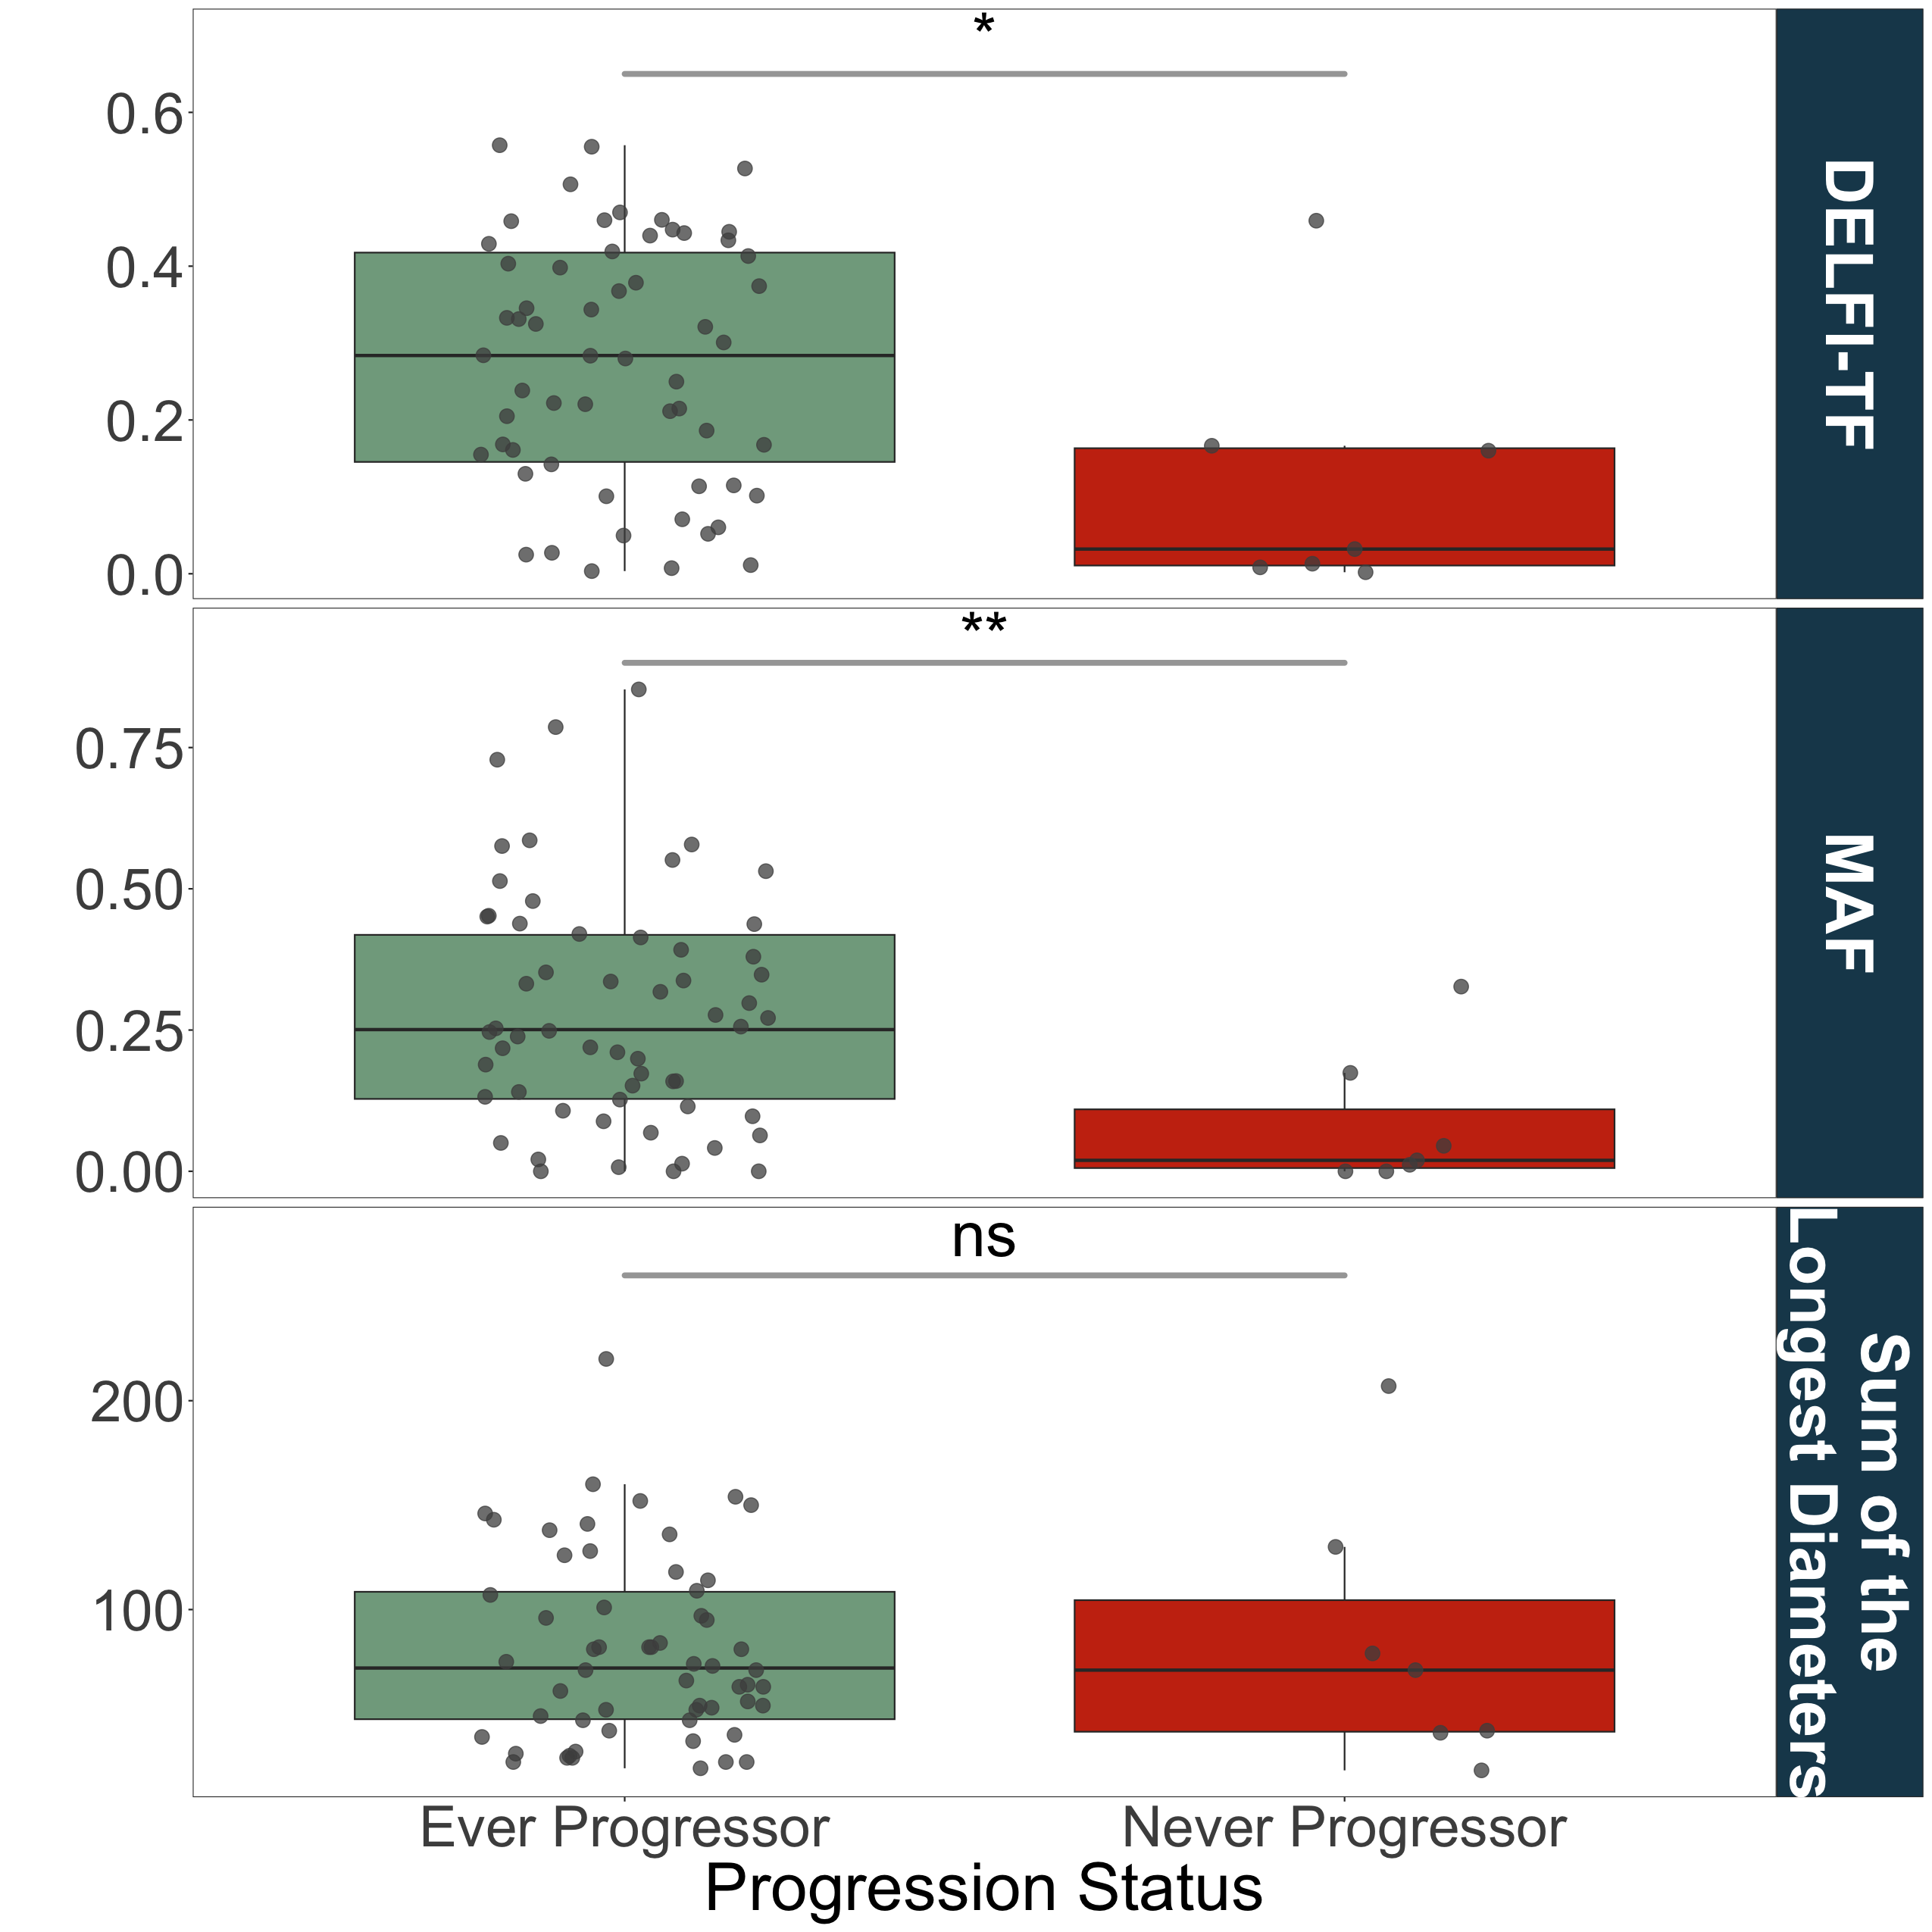 *
0.6
0.4
0.2
0.0
DELFI-TF
**
0.75
0.50
0.25
0.00
MAF
ns
200
100
Sum of the
Longest Diameters
Ever Progressor
Never Progressor
Progression Status